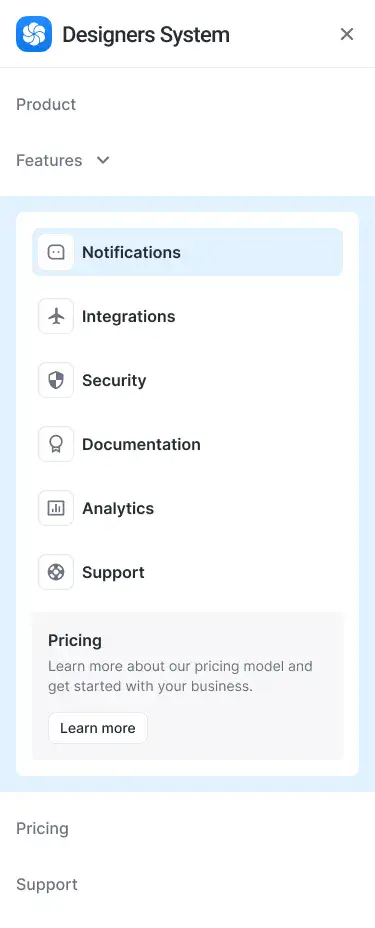 Designers System
Product
Features
Notifications
Integrations
Security
Documentation
Analytics
Support
Pricing
Learn more about our pricing model and
get started with your business.
Learn more
Pricing
Support